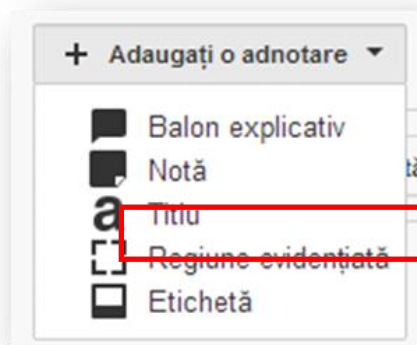 + Adaugați o adnotare
Balon explicativ
Notă
Titlu
Regiune evidențiată
Etichetă